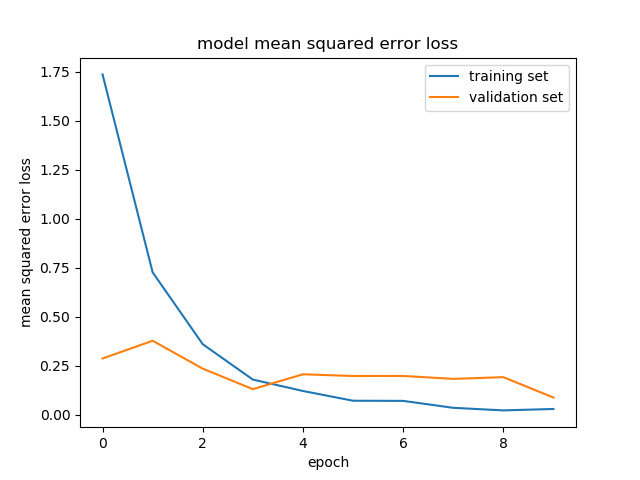 model mean squared error loss
training set
validation set
1.75
1.50
1.25
1.00
0.75
0.50
0.25
0.00
mean squared error loss
0 2 4 6 8
epoch